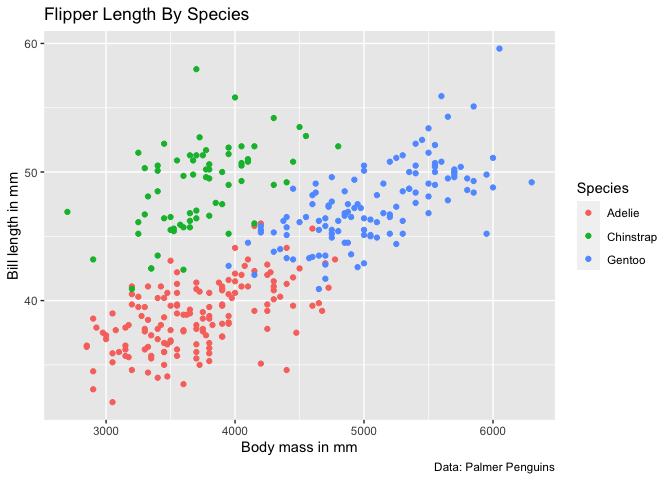 Flipper Length By Species
60
50
40
Bill length in mm
3000 4000 5000 6000
Body mass in mm
Species
Adelie
Chinstrap
Gentoo
Data: Palmer Penguins